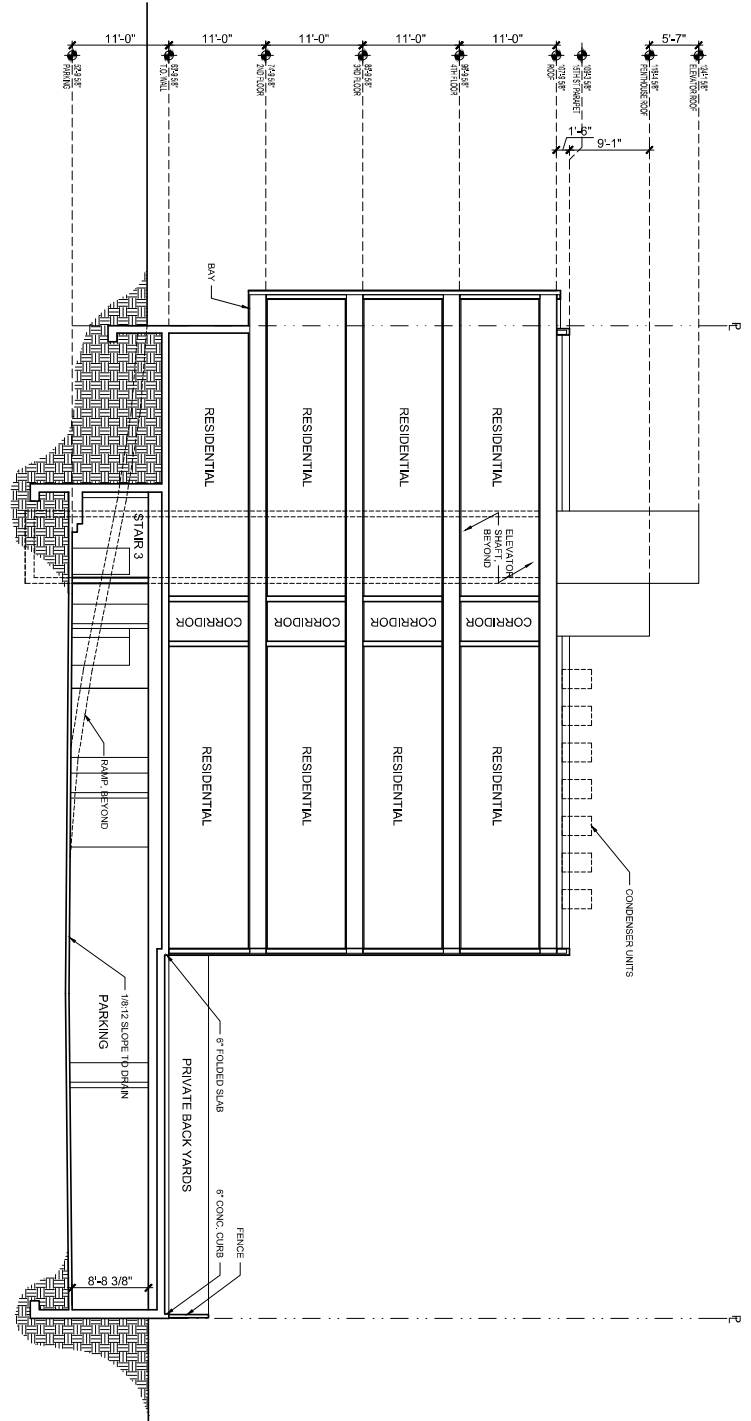 11'-0"
11'-0"
11'-0"
11'-0"
11'-0"
5'-7"
PARKING
T.O. WALL
2ND FLOOR
3RD FLOOR
4TH FLOOR
ROOF
ST PARAPET
PENTHOUSE ROOF
ELEVATOR ROOF
1'-6"
9'-1"
BAY
RESIDENTIAL
RESIDENTIAL
RESIDENTIAL
RESIDENTIAL
STAIR 3
ELEVATOR
SHAFT,
BEYOND
CORRIDOR
CORRIDOR
CORRIDOR
CORRIDOR
RAMP, BEYOND
RESIDENTIAL
RESIDENTIAL
RESIDENTIAL
RESIDENTIAL
CONDENSER UNITS
PARKING
1/8:12 SLOPE TO DRAIN
6" FOLDED SLAB
PRIVATE BACK YARDS
6" CONC. CURB
FENCE
8'-8 3/8"